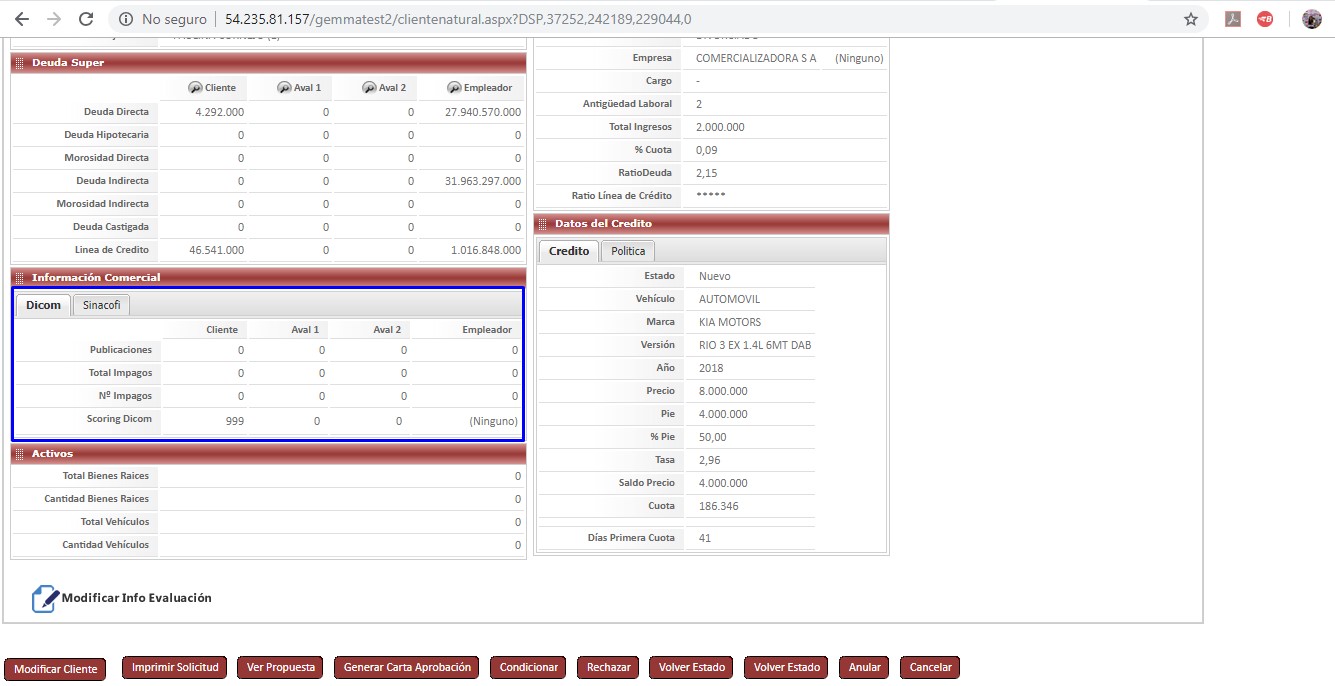 No seguro
54.235.81.157/gemmatest2/clientenatural.aspx?DSP,37252,242189,229044,0
Deuda Super
Cliente Aval 1 Aval 2 Empleador
Deuda Directa 4.292.000 0 0 27.940.570.000
Deuda Hipotecaria 0 0 0 0
Morosidad Directa 0 0 0 0
Deuda Indirecta 0 0 0 31.963.297.000
Morosidad Indirecta 0 0 0 0
Deuda Castigada 0 0 0 0
Linea de Credito 46.541.000 0 0 1.016.848.000
Información Comercial
Dicom Sinacofi
Cliente Aval 1 Aval 2 Empleador
Publicaciones 0 0 0 0
Total Impagos 0 0 0 0
Nº Impagos 0 0 0 0
Scoring Dicom 999 0 0 (Ninguno)
Activos
Total Bienes Raices 0
Cantidad Bienes Raices 0
Total Vehículos 0
Cantidad Vehículos 0
Empresa COMERCIALIZADORA S A (Ninguno)
Cargo -
Antigüedad Laboral 2
Total Ingresos 2.000.000
% Cuota 0,09
RatioDeuda 2,15
Ratio Línea de Crédito *****
Datos del Credito
Credito Politica
Estado Nuevo
Vehículo AUTOMOVIL
Marca KIA MOTORS
Versión RIO 3 EX 1.4L 6MT DAB
Año 2018
Precio 8.000.000
Pie 4.000.000
% Pie 50,00
Tasa 2,96
Saldo Precio 4.000.000
Cuota 186.346
Días Primera Cuota 41
Modificar Info Evaluación
Modificar Cliente Imprimir Solicitud Ver Propuesta Generar Carta Aprobación Condicionar Rechazar Volver Estado Volver Estado Anular Cancelar